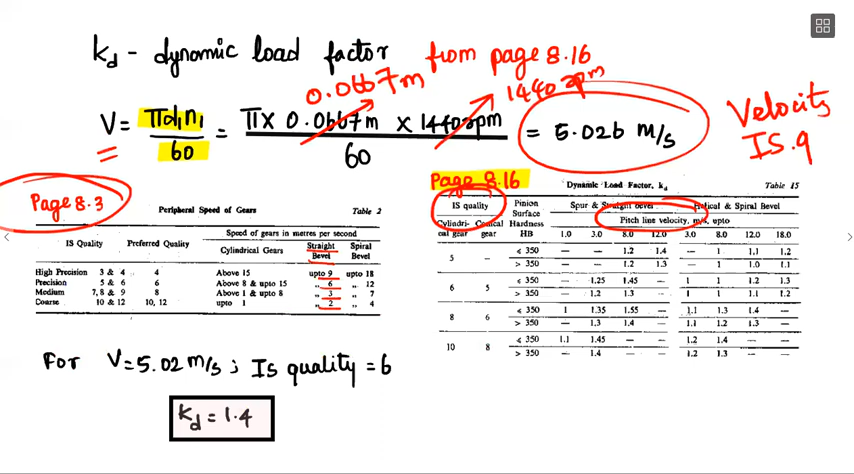 kd - dynamic load factor from page 8.16
0.0667m 1440 rpm
V = πd1n1/60 = π x 0.0667m x 1440 rpm / 60 = 5.026 m/s
Velocity
IS.q
Page 8.3
Peripheral Speed of Gears Table 2
IS Quality Preferred Quality Speed of gears in metres per second
Cylindrical Gears Straight Bevel Spiral Bevel
High Precision 3 & 4 4 Above 15 upto 9 upto 18
Precision 5 & 6 6 Above 8 & upto 15 „ 6 „ 12
Medium 7, 8 & 9 8 Above 1 & upto 8 „ 3 „ 7
Coarse 10 & 12 10, 12 upto 1 „ 2 „ 4
Page 8.16
Dynamic Load Factor, kd Table 15
IS quality Pinion Surface Hardness HB Spur & Straight bevel Helical & Spiral Bevel
Cylindri-cal gear Conical gear Pitch line velocity, m/s, upto
1.0 3.0 8.0 12.0 3.0 8.0 12.0 18.0
5 – ≤ 350 — — 1.2 1.4 — 1 1.1 1.2
> 350 — — 1.2 1.3 — 1 1.0 1.1
6 5 ≤ 350 — 1.25 1.45 — 1 1 1.2 1.3
> 350 — 1.2 1.3 — 1 1 1.1 1.2
8 6 ≤ 350 1 1.35 1.55 — 1.1 1.3 1.4 —
> 350 — 1.3 1.4 — 1.1 1.2 1.3 —
10 8 ≤ 350 1.1 1.45 — — 1.2 1.4 — —
> 350 — 1.4 — — 1.2 1.3 — —
For V=5.02 m/s ; Is quality = 6
kd = 1.4